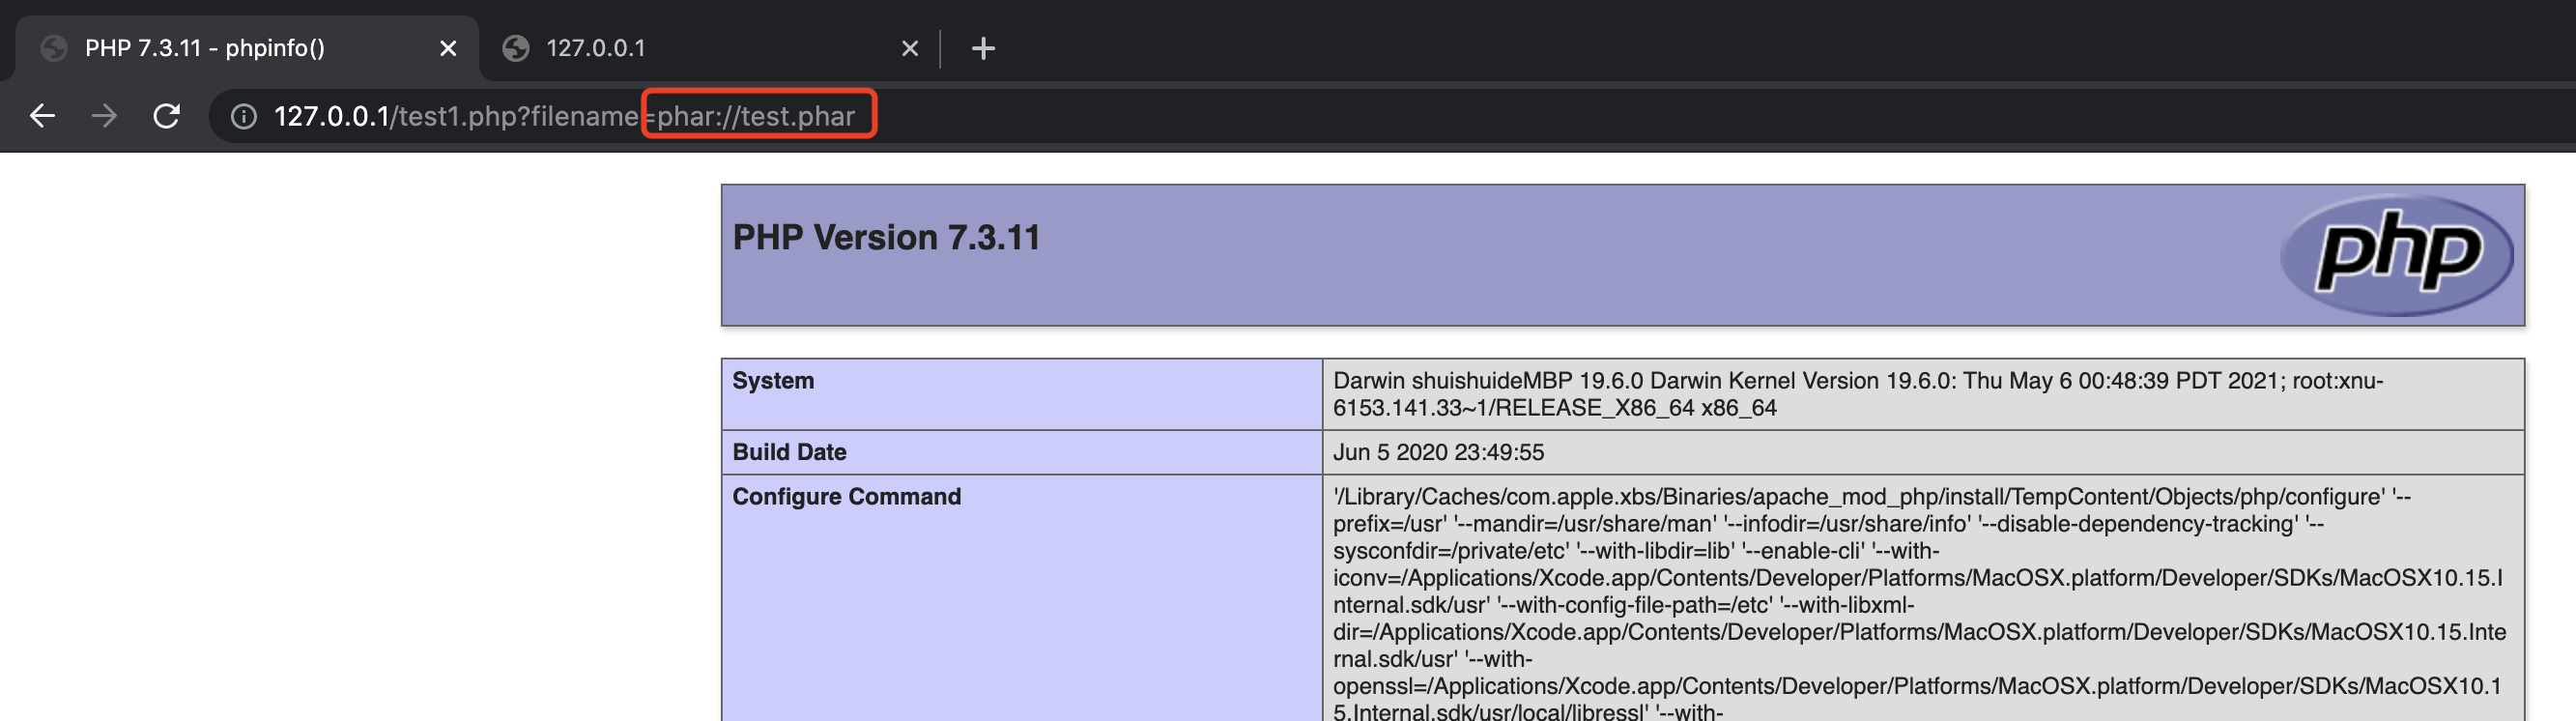 PHP 7.3.11 - phpinfo()
127.0.0.1
127.0.0.1/test1.php?filename=phar://test.phar
PHP Version 7.3.11
php
System
Darwin shuishuideMBP 19.6.0 Darwin Kernel Version 19.6.0: Thu May 6 00:48:39 PDT 2021; root:xnu-
6153.141.33~1/RELEASE_X86_64 x86_64
Build Date
Jun 5 2020 23:49:55
Configure Command
'/Library/Caches/com.apple.xbs/Binaries/apache_mod_php/install/TempContent/Objects/php/configure' '--
prefix=/usr' '--mandir=/usr/share/man' '--infodir=/usr/share/info' '--disable-dependency-tracking' '--
sysconfdir=/private/etc' '--with-libdir=lib' '--enable-cli' '--with-
iconv=/Applications/Xcode.app/Contents/Developer/Platforms/MacOSX.platform/Developer/SDKs/MacOSX10.15.I
nternal.sdk/usr' '--with-config-file-path=/etc' '--with-libxml-
dir=/Applications/Xcode.app/Contents/Developer/Platforms/MacOSX.platform/Developer/SDKs/MacOSX10.15.Inte
rnal.sdk/usr' '--with-
openssl=/Applications/Xcode.app/Contents/Developer/Platforms/MacOSX.platform/Developer/SDKs/MacOSX10.1
5.Internal.sdk/usr/local/libressl' '--with-